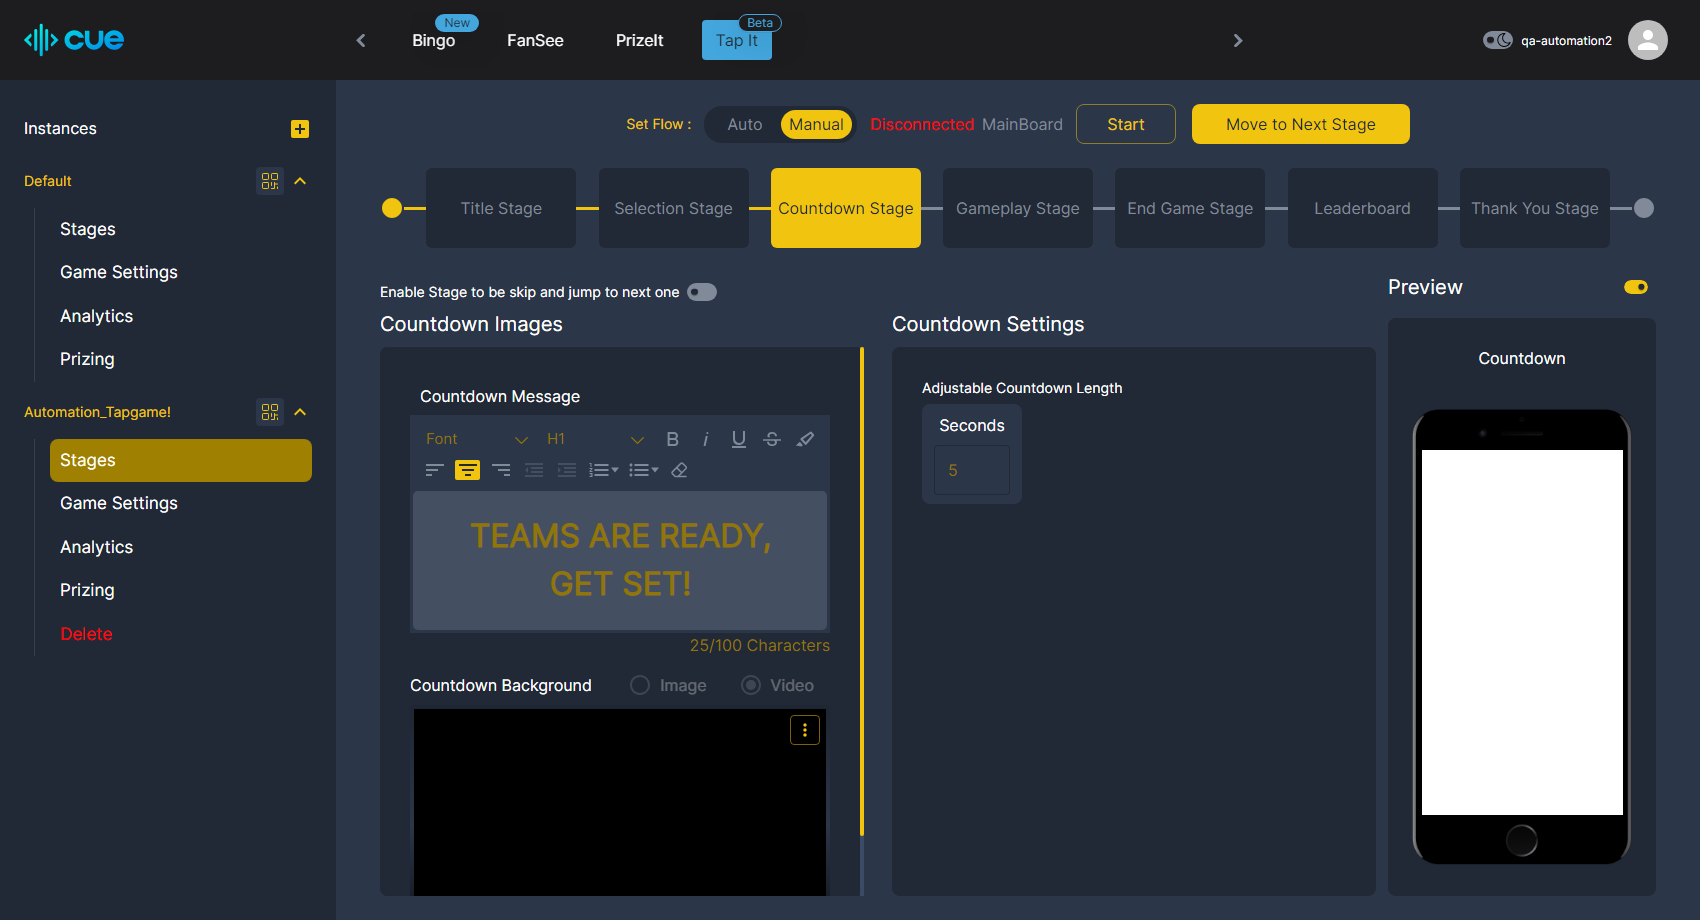 cue
Bingo
New
FanSee
PrizeIt
Tap It
Beta
qa-automation2
Instances
Default
Stages
Game Settings
Analytics
Prizing
Automation_Tapgame!
Stages
Game Settings
Analytics
Prizing
Delete
Set Flow :
Auto
Manual
Disconnected MainBoard
Start
Move to Next Stage
Title Stage
Selection Stage
Countdown Stage
Gameplay Stage
End Game Stage
Leaderboard
Thank You Stage
Enable Stage to be skip and jump to next one
Countdown Images
Countdown Message
Font
H1
B
i
U
S
TEAMS ARE READY,
GET SET!
25/100 Characters
Countdown Background
Image
Video
Countdown Settings
Adjustable Countdown Length
Seconds
5
Preview
Countdown